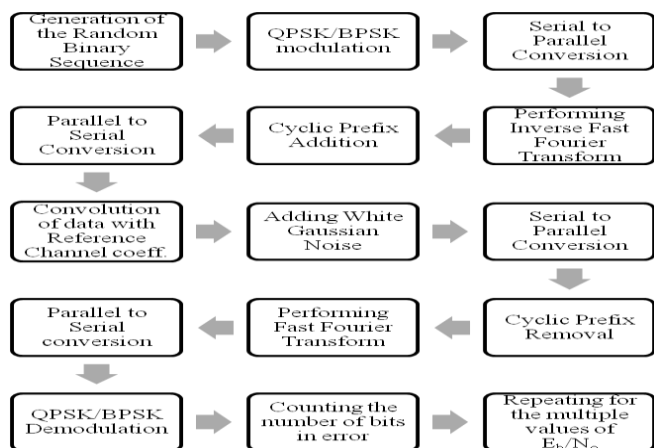 Generation of
the Random
Binary
Sequence
QPSK/BPSK
modulation
Serial to
Parallel
Conversion
Performing
Inverse Fast
Fourier
Transform
Cyclic Prefix
Addition
Parallel to
Serial
Conversion
Convolution
of data with
Reference
Channel coeff.
Adding White
Gaussian
Noise
Serial to
Parallel
Conversion
Cyclic Prefix
Removal
Performing
Fast Fourier
Transform
Parallel to
Serial
conversion
QPSK/BPSK
Demodulation
Counting the
number of bits
in error
Repeating for
the multiple
values of
Eb/No